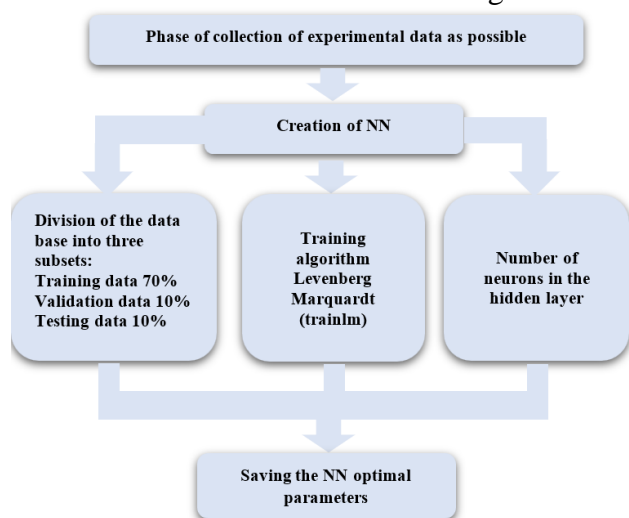 Phase of collection of experimental data as possible
Creation of NN
Division of the data
base into three
subsets:
Training data 70%
Validation data 10%
Testing data 10%
Training
algorithm
Levenberg
Marquardt
(trainlm)
Number of
neurons in the
hidden layer
Saving the NN optimal
parameters